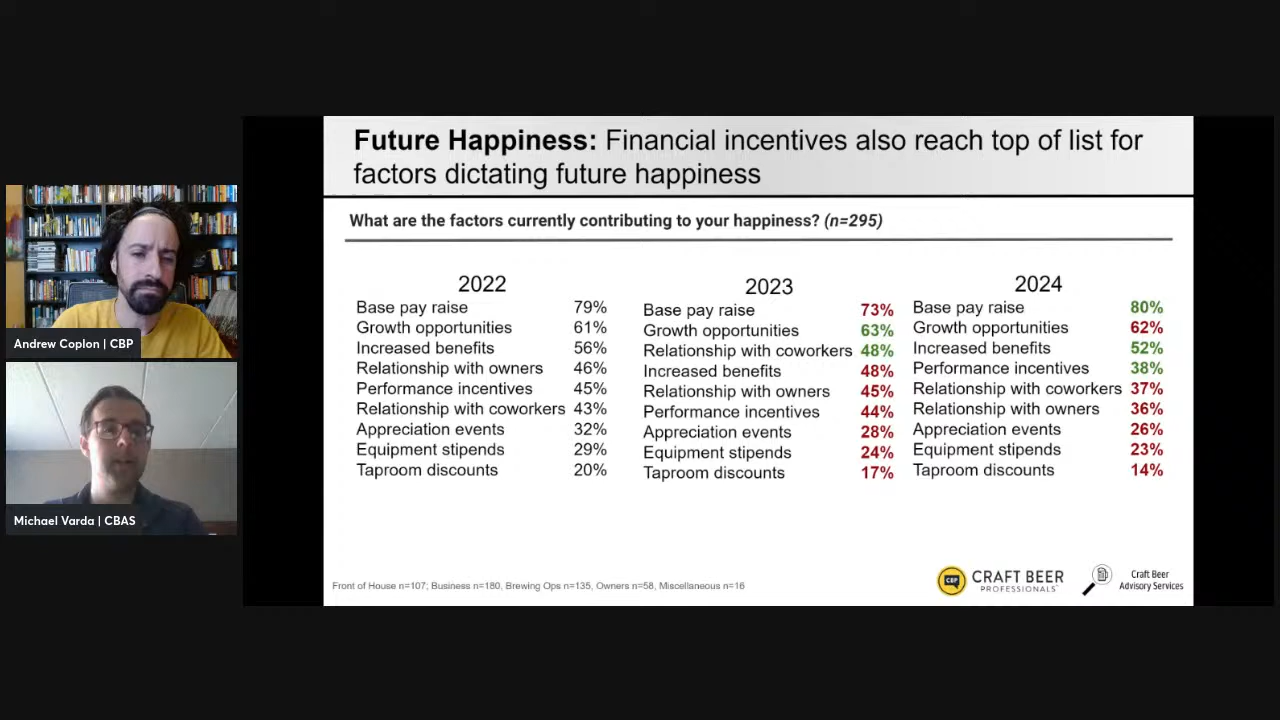 Future Happiness: Financial incentives also reach top of list for
factors dictating future happiness
What are the factors currently contributing to your happiness? (n=295)
2022
Base pay raise 79%
Growth opportunities 61%
Increased benefits 56%
Relationship with owners 46%
Performance incentives 45%
Relationship with coworkers 43%
Appreciation events 32%
Equipment stipends 29%
Taproom discounts 20%
2023
Base pay raise 73%
Growth opportunities 63%
Relationship with coworkers 48%
Increased benefits 48%
Relationship with owners 45%
Performance incentives 44%
Appreciation events 28%
Equipment stipends 24%
Taproom discounts 17%
2024
Base pay raise 80%
Growth opportunities 62%
Increased benefits 52%
Performance incentives 38%
Relationship with coworkers 37%
Relationship with owners 36%
Appreciation events 26%
Equipment stipends 23%
Taproom discounts 14%
Front of House n=107; Business n=180, Brewing Ops n=135, Owners n=58, Miscellaneous n=16
CBP
CRAFT BEER
PROFESSIONALS
Craft Beer
Advisory Services
Andrew Coplon | CBP
Michael Varda | CBAS